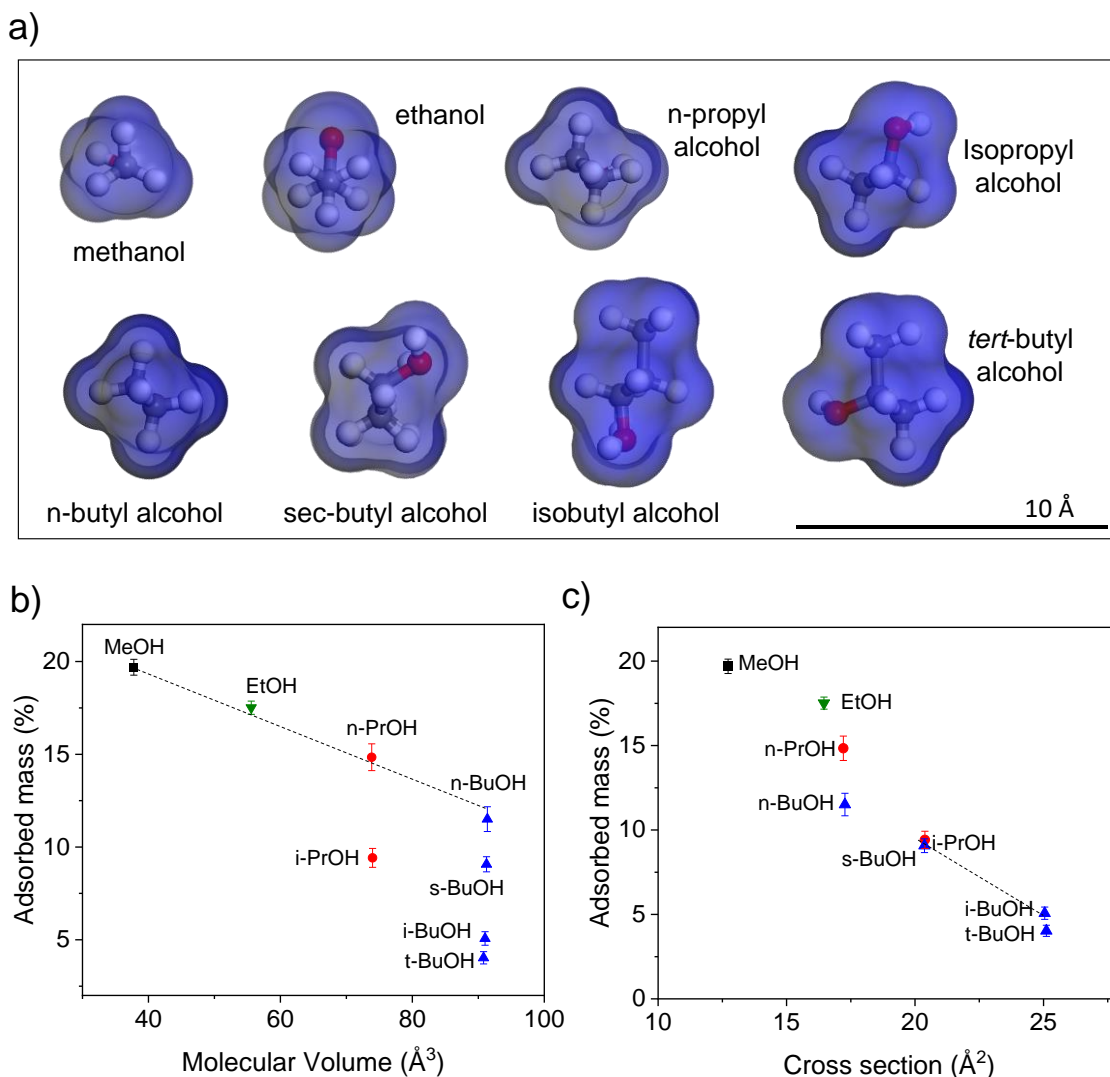 a)
ethanol
n-propyl
alcohol
Isopropyl
alcohol
methanol
tert-butyl
alcohol
n-butyl alcohol
sec-butyl alcohol
isobutyl alcohol
10 Å
b)
MeOH
EtOH
n-PrOH
n-BuOH
i-PrOH
s-BuOH
i-BuOH
t-BuOH
20
15
10
5
Adsorbed mass (%)
40 60 80 100
Molecular Volume (Å³)
c)
MeOH
EtOH
n-PrOH
n-BuOH
i-PrOH
s-BuOH
i-BuOH
t-BuOH
20
15
10
5
0
Adsorbed mass (%)
10 15 20 25
Cross section (Å²)